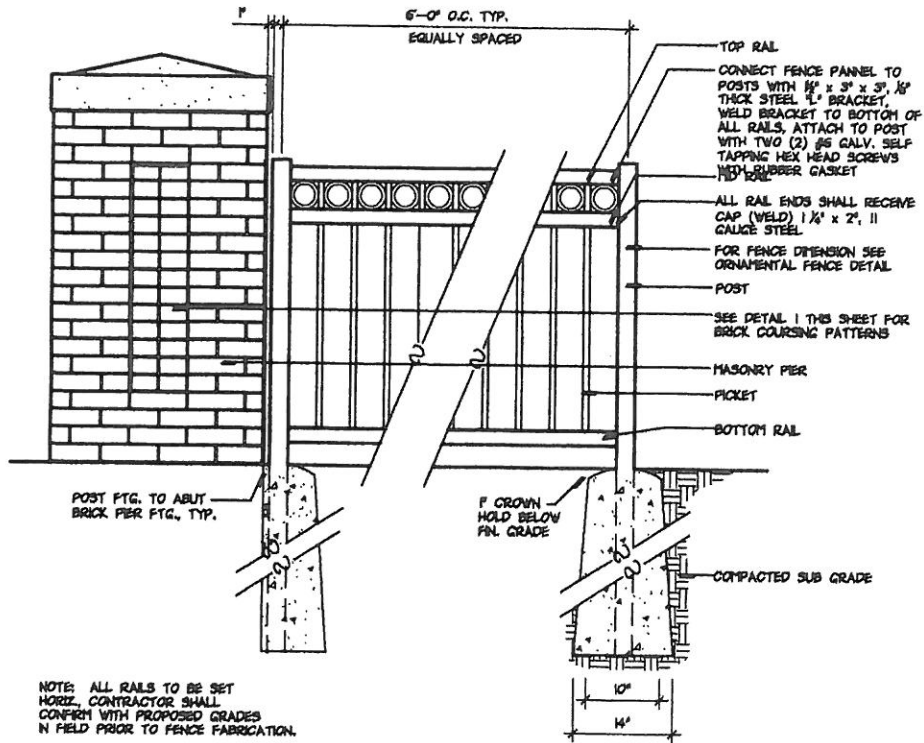 1"
6'-0" O.C. TYP.
EQUALLY SPACED
TOP RAIL
CONNECT FENCE PANNEL TO
POSTS WITH x 3" x 3",
THICK STEEL "L" BRACKET,
WELD BRACKET TO BOTTOM OF
ALL RAILS, ATTACH TO POST
WITH TWO (2) #6 GALV. SELF
TAPPING HEX HEAD SCREWS
WITH RUBBER GASKET
MID RAIL
ALL RAIL ENDS SHALL RECEIVE
CAP (WELD) 1 1/4" x 2", 11
GAUGE STEEL
FOR FENCE DIMENSION SEE
ORNAMENTAL FENCE DETAIL
POST
SEE DETAIL 1 THIS SHEET FOR
BRICK COURSING PATTERNS
MASONRY PIER
PICKET
BOTTOM RAIL
POST FTG. TO ABUT
BRICK PIER FTG., TYP.
1" CROWN
HOLD BELOW
FIN. GRADE
COMPACTED SUB GRADE
10"
14"
NOTE: ALL RAILS TO BE SET
HORIZ., CONTRACTOR SHALL
CONFIRM WITH PROPOSED GRADES
IN FIELD PRIOR TO FENCE FABRICATION.